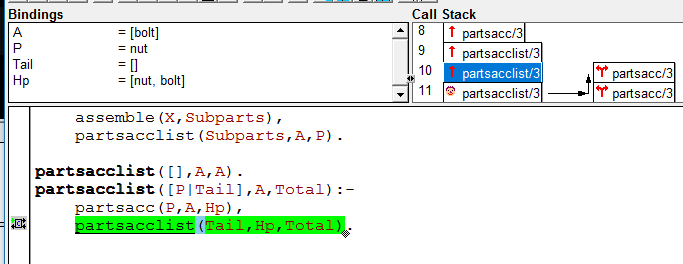 Bindings
A = [bolt]
P = nut
Tail = []
Hp = [nut, bolt]
Call Stack
8 partsacc/3
9 partsacclist/3
10 partsacclist/3 partsacc/3
11 partsacclist/3 partsacc/3
assemble(X,Subparts),
partsacclist(Subparts,A,P).
partsacclist([],A,A).
partsacclist([P|Tail],A,Total):-
partsacc(P,A,Hp),
partsacclist(Tail,Hp,Total).